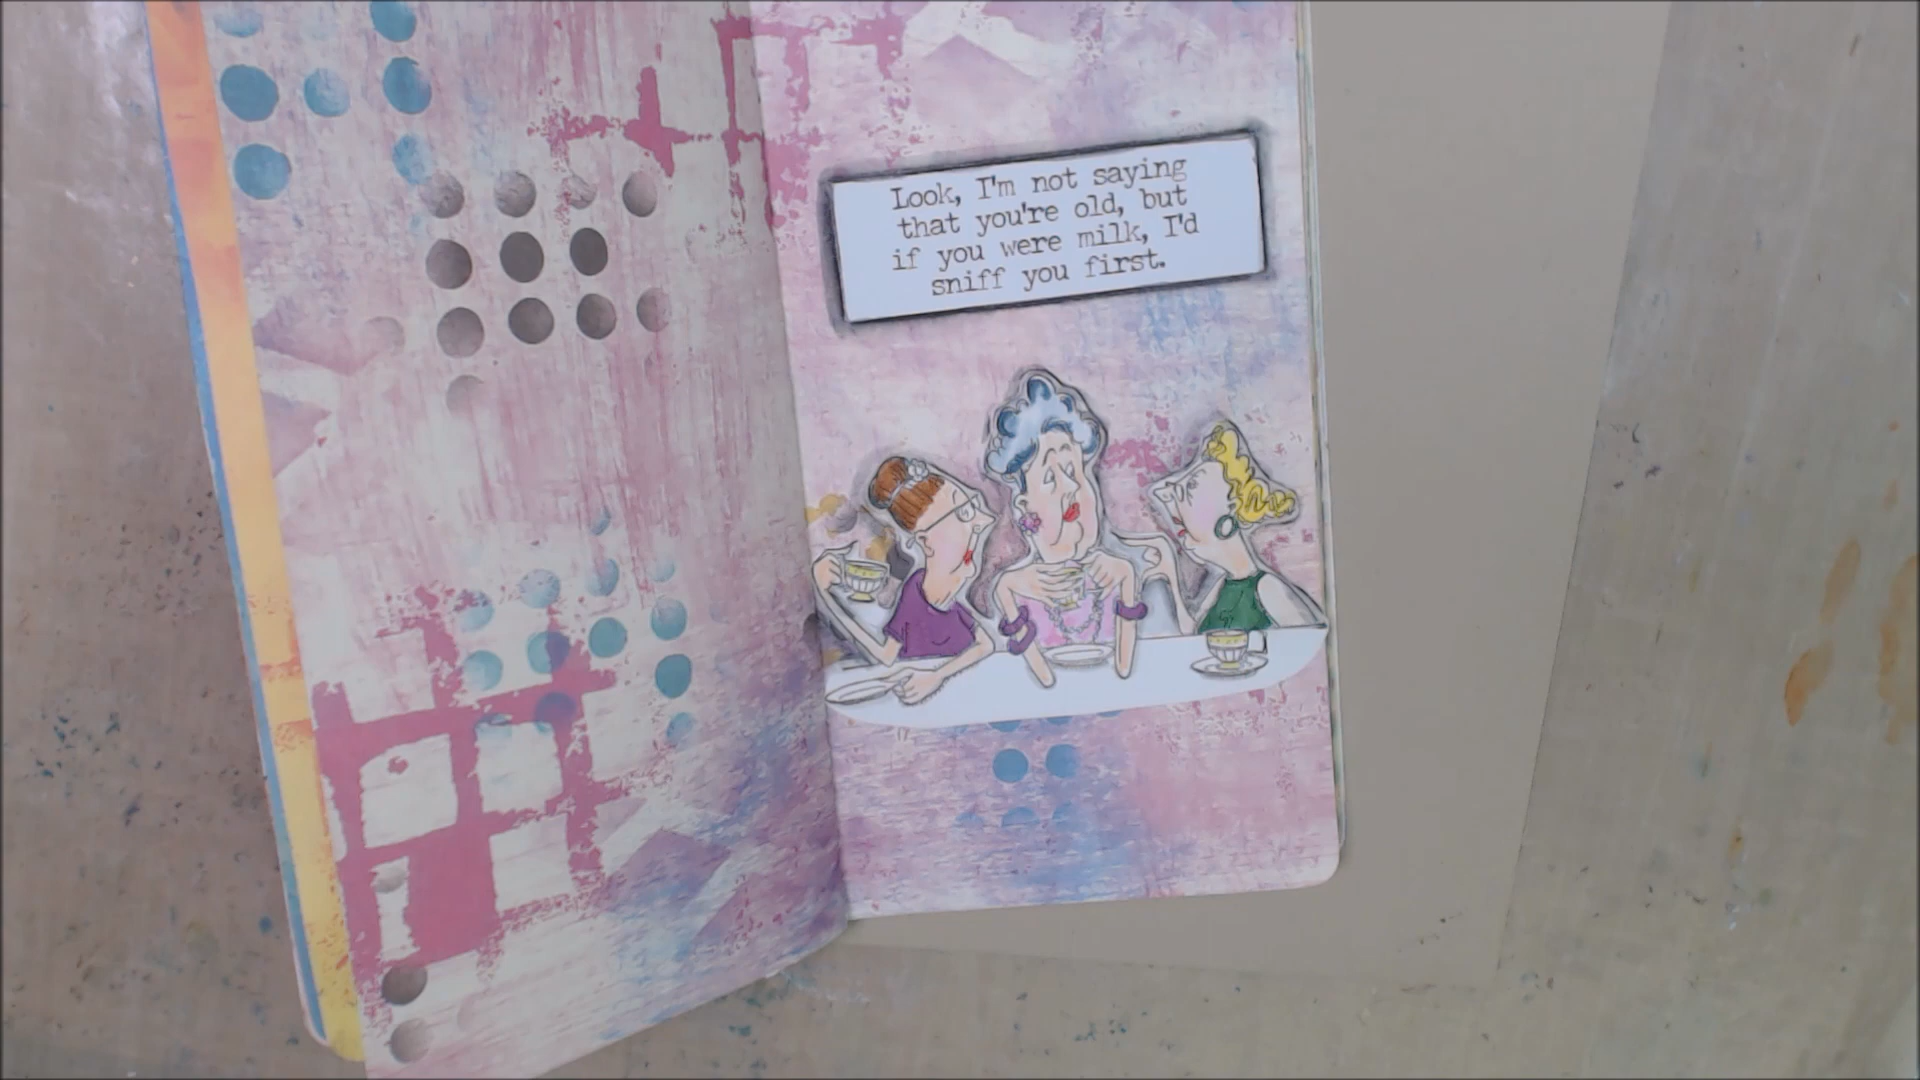 Look, I'm not saying
that you're old, but
if you were milk, I'd
sniff you first.